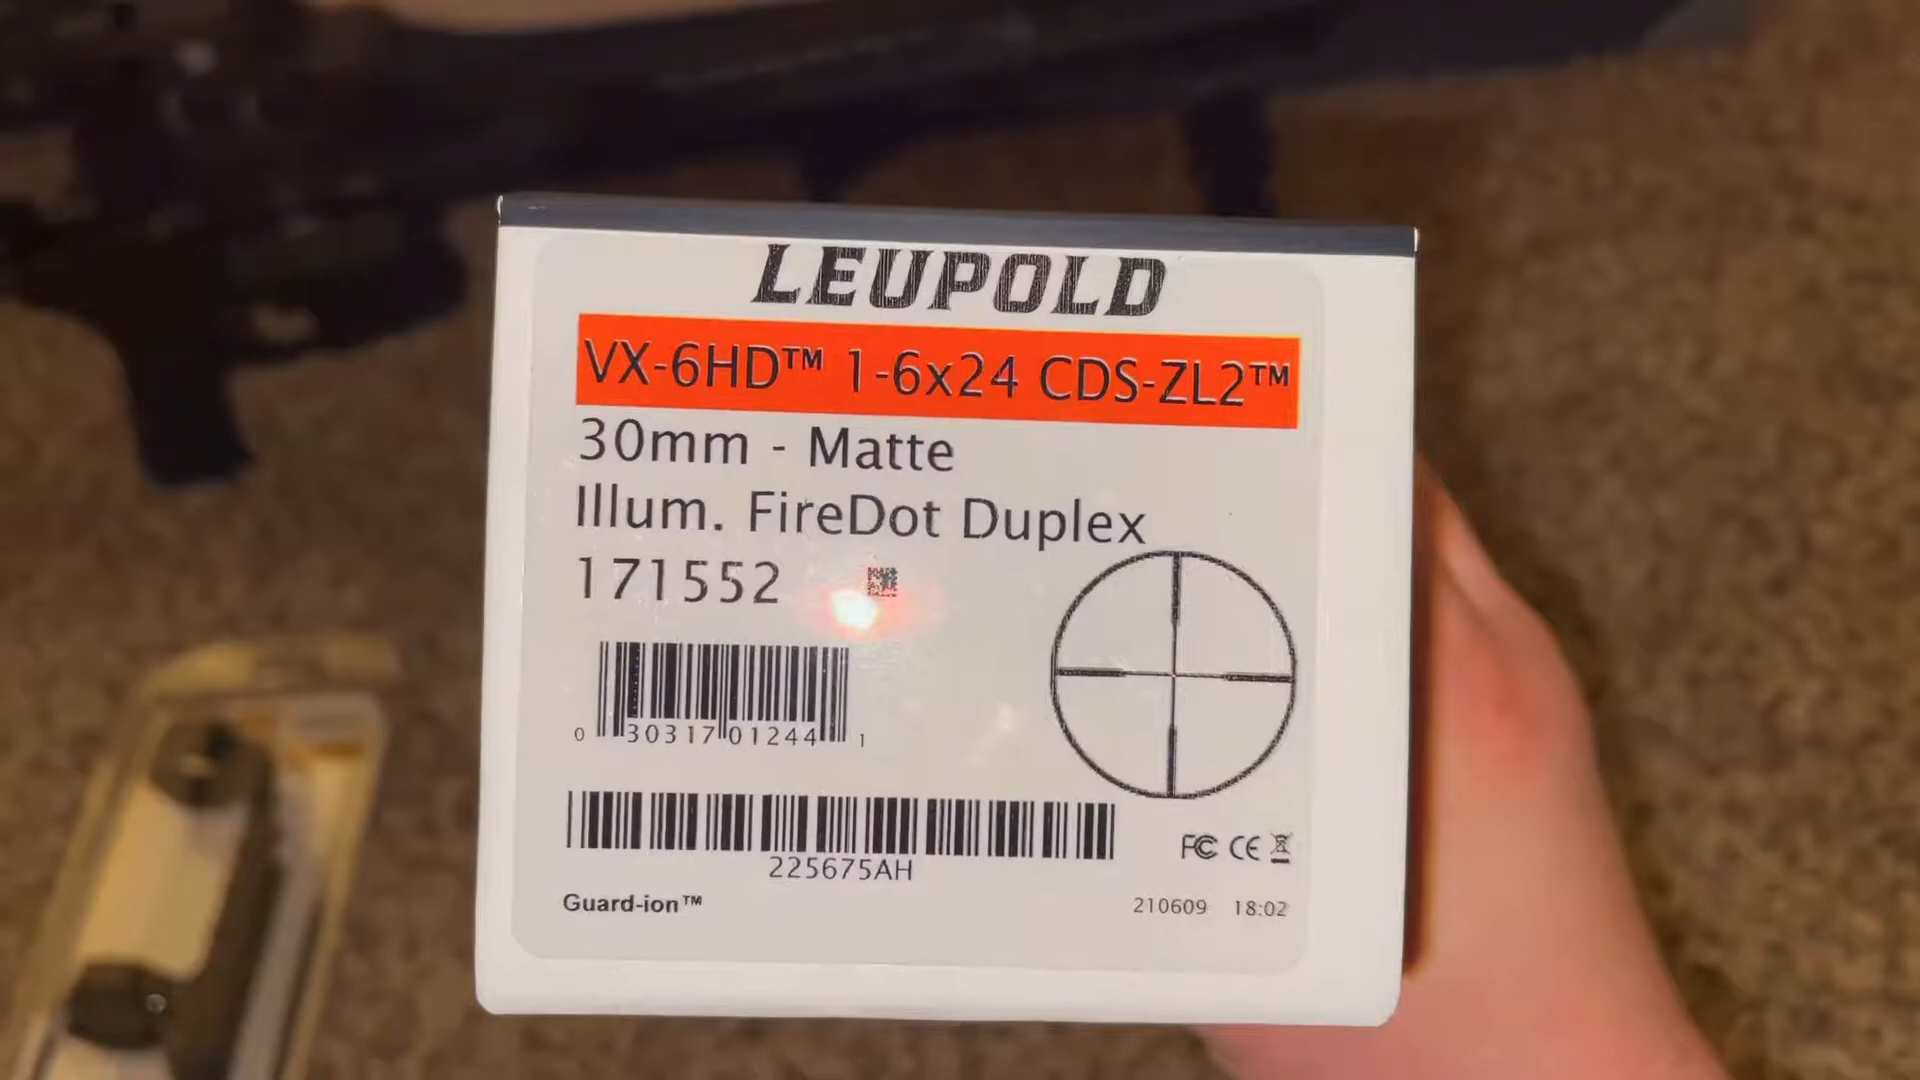 LEUPOLD
VX-6HD™ 1-6x24 CDS-ZL2™
30mm - Matte
Illum. FireDot Duplex
171552
0 30317 01244 1
225675AH
FC CE
Guard-ion™
210609 18:02